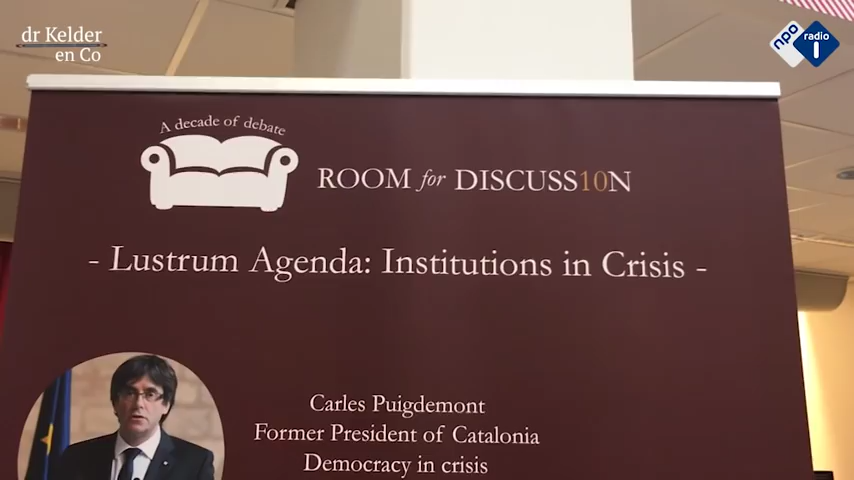 dr Kelder
en Co
npo
radio
1
A decade of debate
ROOM for DISCUSS10N
- Lustrum Agenda: Institutions in Crisis -
Carles Puigdemont
Former President of Catalonia
Democracy in crisis